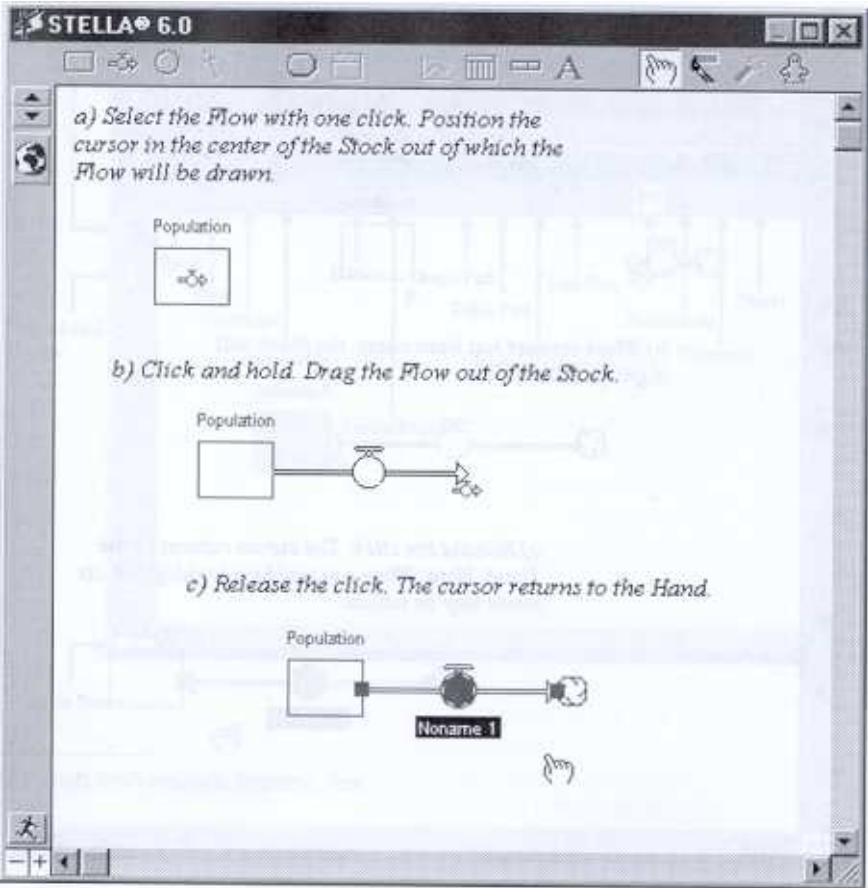 STELLA® 6.0
A
a) Select the Flow with one click. Position the
cursor in the center of the Stock out of which the
Flow will be drawn.
Population
b) Click and hold. Drag the Flow out of the Stock.
Population
c) Release the click. The cursor returns to the Hand.
Population
Noname 1